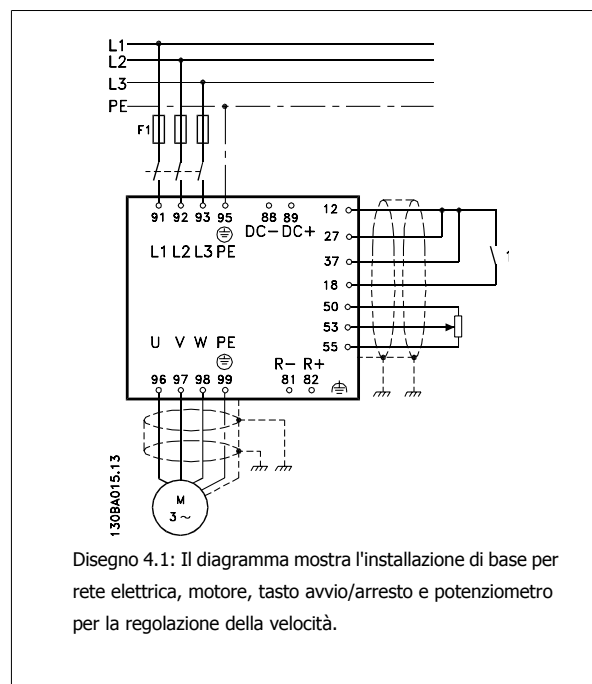 L1
L2
L3
PE
F1
91 92 93 95 88 89 12
DC- DC+
L1 L2 L3 PE
27
37
18
50
53
55
U V W PE
R- R+
96 97 98 99 81 82
130BA015.13
M
3~
Disegno 4.1: Il diagramma mostra l'installazione di base per
rete elettrica, motore, tasto avvio/arresto e potenziometro
per la regolazione della velocità.